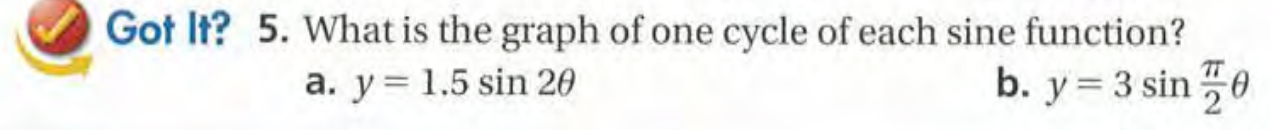 Got It? 5. What is the graph of one cycle of each sine function?
a. y = 1.5 sin 2θ b. y = 3 sin π/2 θ